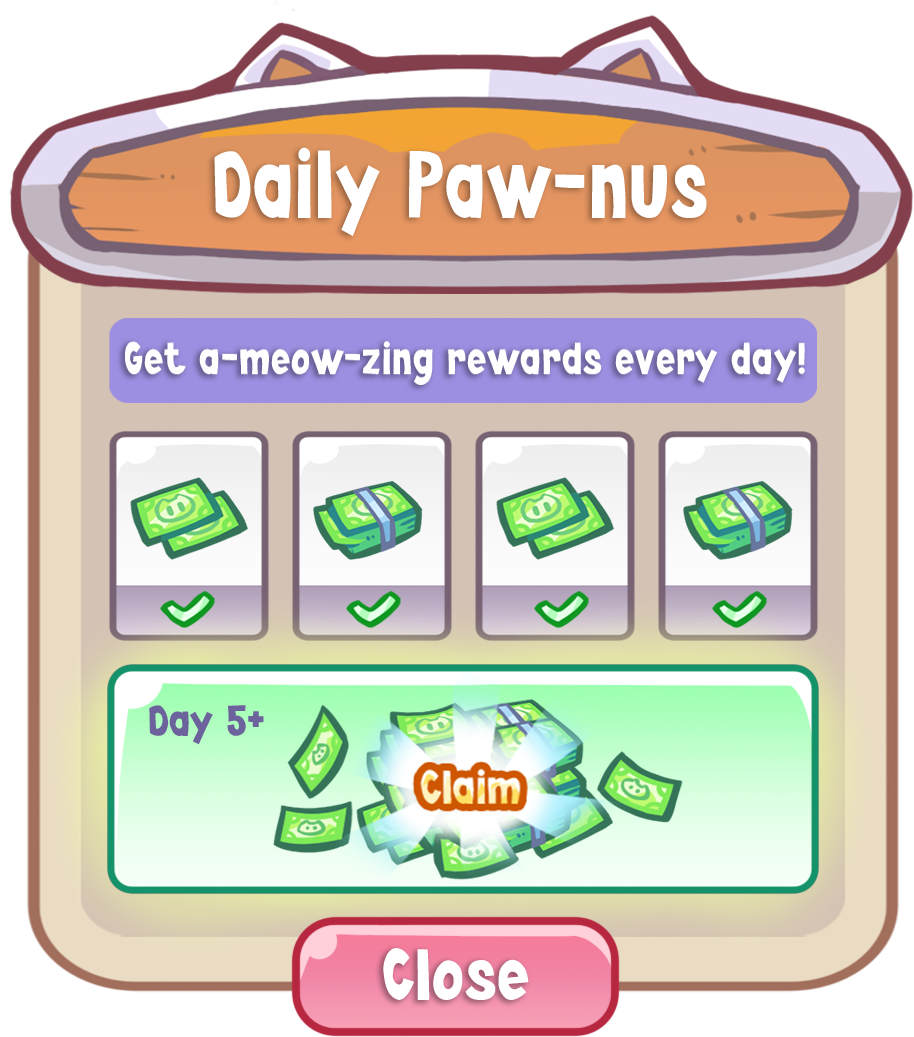 Daily Paw-nus
Get a-meow-zing rewards every day!
Day 5+
Claim
Close